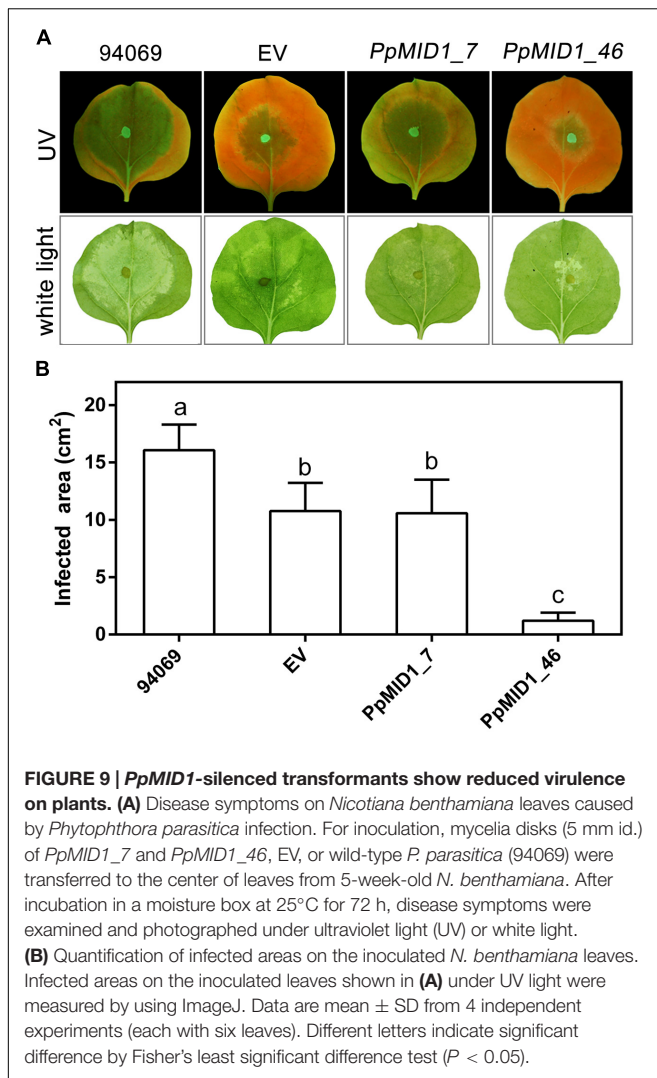 A
94069 EV PpMID1_7 PpMID1_46
UV
white light
B
Infected area (cm²)
20
15
10
5
0
a
b
b
c
94069
EV
PpMID1_7
PpMID1_46
FIGURE 9 | PpMID1-silenced transformants show reduced virulence
on plants. (A) Disease symptoms on Nicotiana benthamiana leaves caused
by Phytophthora parasitica infection. For inoculation, mycelia disks (5 mm id.)
of PpMID1_7 and PpMID1_46, EV, or wild-type P. parasitica (94069) were
transferred to the center of leaves from 5-week-old N. benthamiana. After
incubation in a moisture box at 25°C for 72 h, disease symptoms were
examined and photographed under ultraviolet light (UV) or white light.
(B) Quantification of infected areas on the inoculated N. benthamiana leaves.
Infected areas on the inoculated leaves shown in (A) under UV light were
measured by using ImageJ. Data are mean ± SD from 4 independent
experiments (each with six leaves). Different letters indicate significant
difference by Fisher's least significant difference test (P < 0.05).